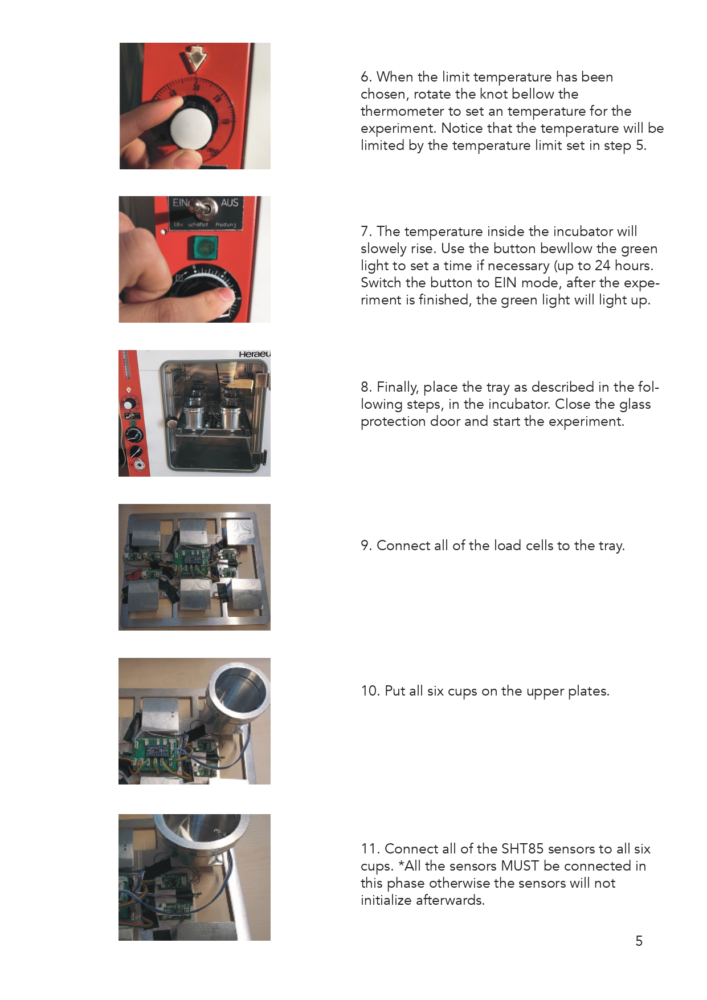 40 30 20 10
6. When the limit temperature has been
chosen, rotate the knot bellow the
thermometer to set an temperature for the
experiment. Notice that the temperature will be
limited by the temperature limit set in step 5.
EIN AUS
Uhr schaltet Heizung
0
7. The temperature inside the incubator will
slowely rise. Use the button bewllow the green
light to set a time if necessary (up to 24 hours.
Switch the button to EIN mode, after the expe-
riment is finished, the green light will light up.
Heraeu
8. Finally, place the tray as described in the fol-
lowing steps, in the incubator. Close the glass
protection door and start the experiment.
9. Connect all of the load cells to the tray.
10. Put all six cups on the upper plates.
11. Connect all of the SHT85 sensors to all six
cups. *All the sensors MUST be connected in
this phase otherwise the sensors will not
initialize afterwards.
5